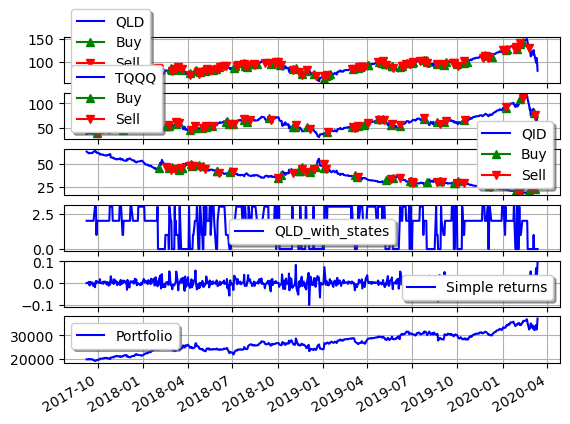 QLD
Buy
Sell
150
100
TQQQ
Buy
Sell
100
50
QID
Buy
Sell
50
25
QLD_with_states
2.5
0.0
Simple returns
0.1
0.0
−0.1
Portfolio
30000
20000
2017-10
2018-01
2018-04
2018-07
2018-10
2019-01
2019-04
2019-07
2019-10
2020-01
2020-04